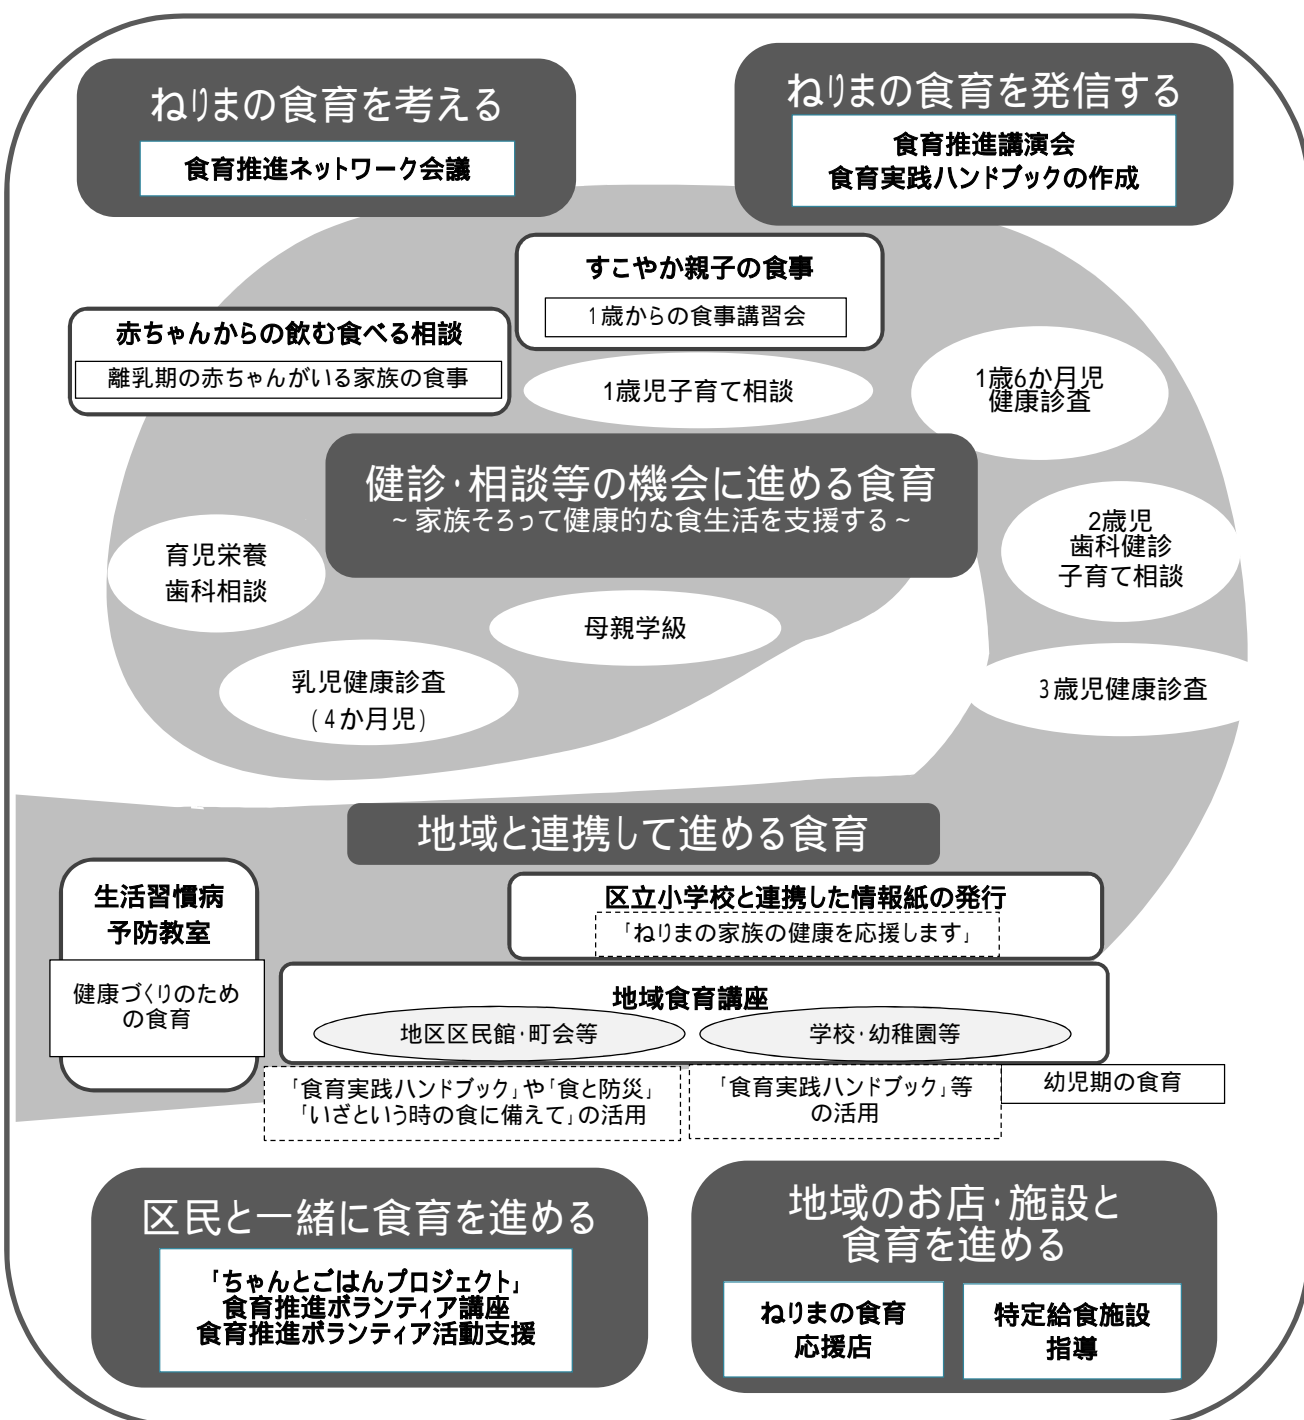 ねりまの食育を考える
食育推進ネットワーク会議
ねりまの食育を発信する
食育推進講演会
食育実践ハンドブックの作成
すこやか親子の食事
1歳からの食事講習会
赤ちゃんからの飲む食べる相談
離乳期の赤ちゃんがいる家族の食事
1歳児子育て相談
1歳6か月児
健康診査
健診・相談等の機会に進める食育
~家族そろって健康的な食生活を支援する~
2歳児
歯科健診
子育て相談
育児栄養
歯科相談
母親学級
乳児健康診査
(4か月児)
3歳児健康診査
地域と連携して進める食育
生活習慣病
予防教室
健康づくりのため
の食育
区立小学校と連携した情報紙の発行
「ねりまの家族の健康を応援します」
地域食育講座
地区区民館・町会等
学校・幼稚園等
「食育実践ハンドブック」や「食と防災」
「いざという時の食に備えて」の活用
「食育実践ハンドブック」等
の活用
幼児期の食育
区民と一緒に食育を進める
「ちゃんとごはんプロジェクト」
食育推進ボランティア講座
食育推進ボランティア活動支援
地域のお店・施設と
食育を進める
ねりまの食育
応援店
特定給食施設
指導